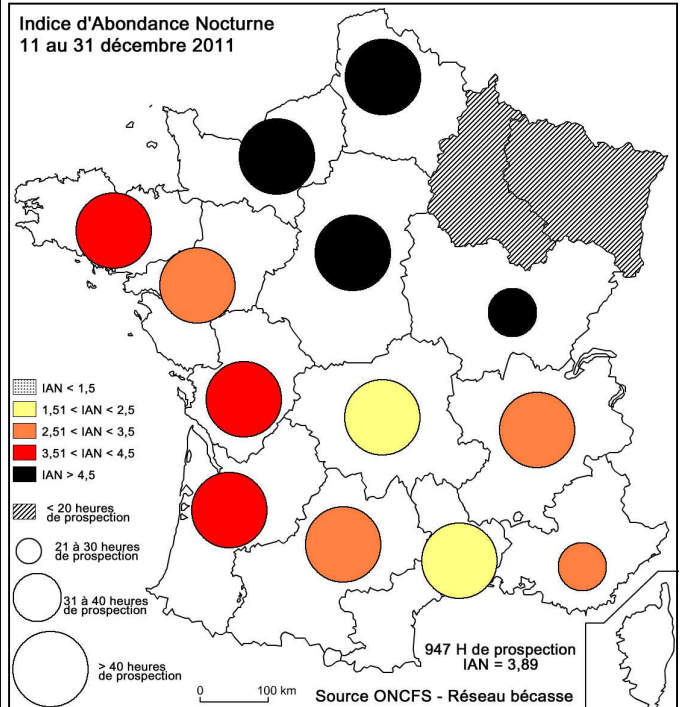 Indice d'Abondance Nocturne
11 au 31 décembre 2011
IAN < 1,5
1,51 < IAN < 2,5
2,51 < IAN < 3,5
3,51 < IAN < 4,5
IAN > 4,5
< 20 heures
de prospection
21 à 30 heures
de prospection
31 à 40 heures
de prospection
> 40 heures
de prospection
947 H de prospection
IAN = 3,89
0 100 km
Source ONCFS - Réseau bécasse